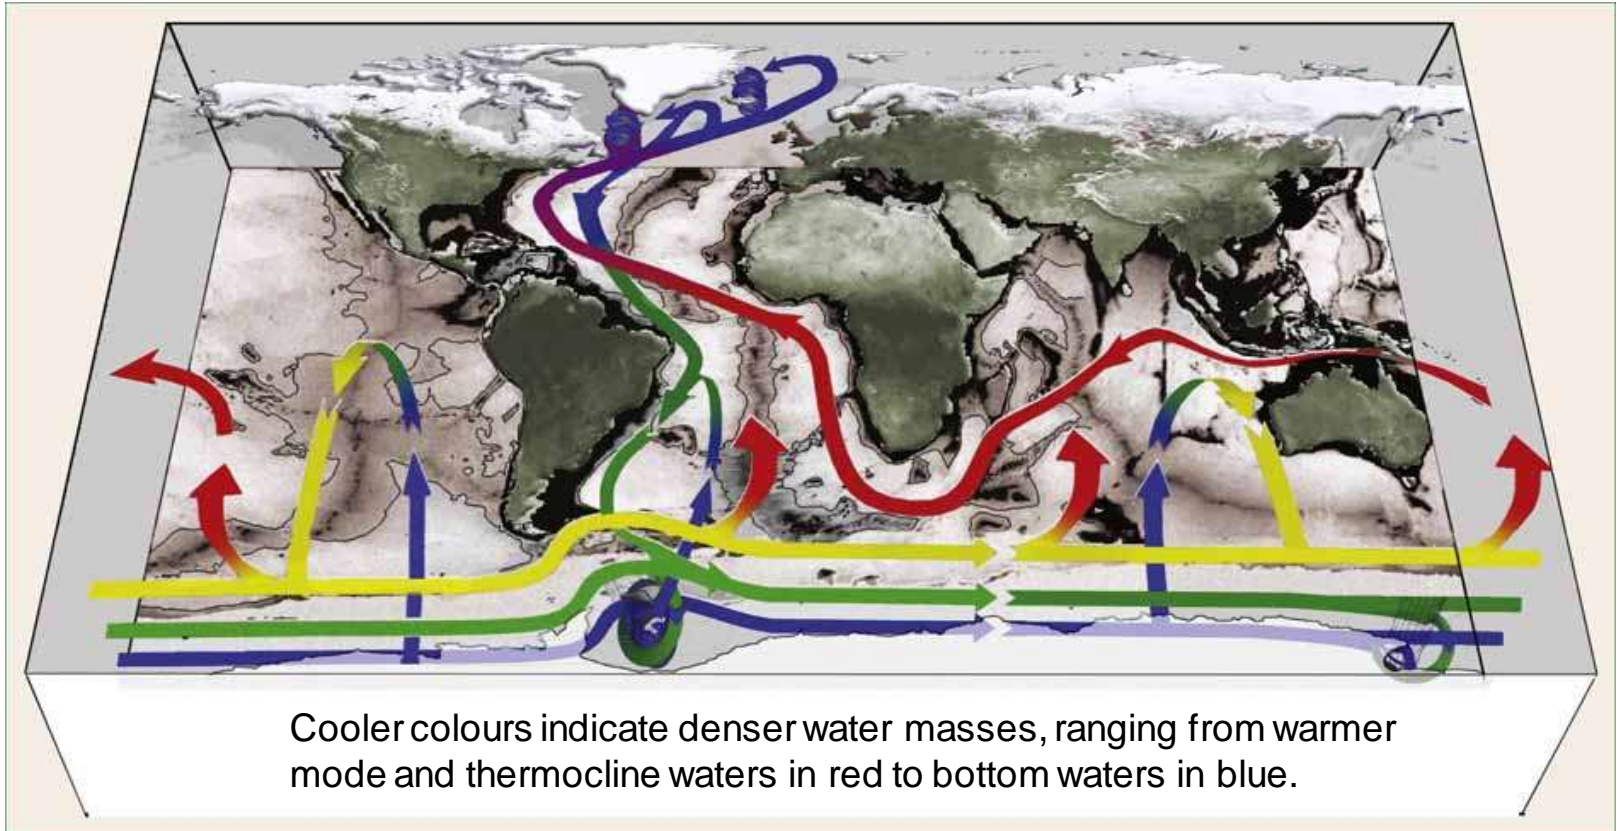 Cooler colours indicate denser water masses, ranging from warmer
mode and thermocline waters in red to bottom waters in blue.